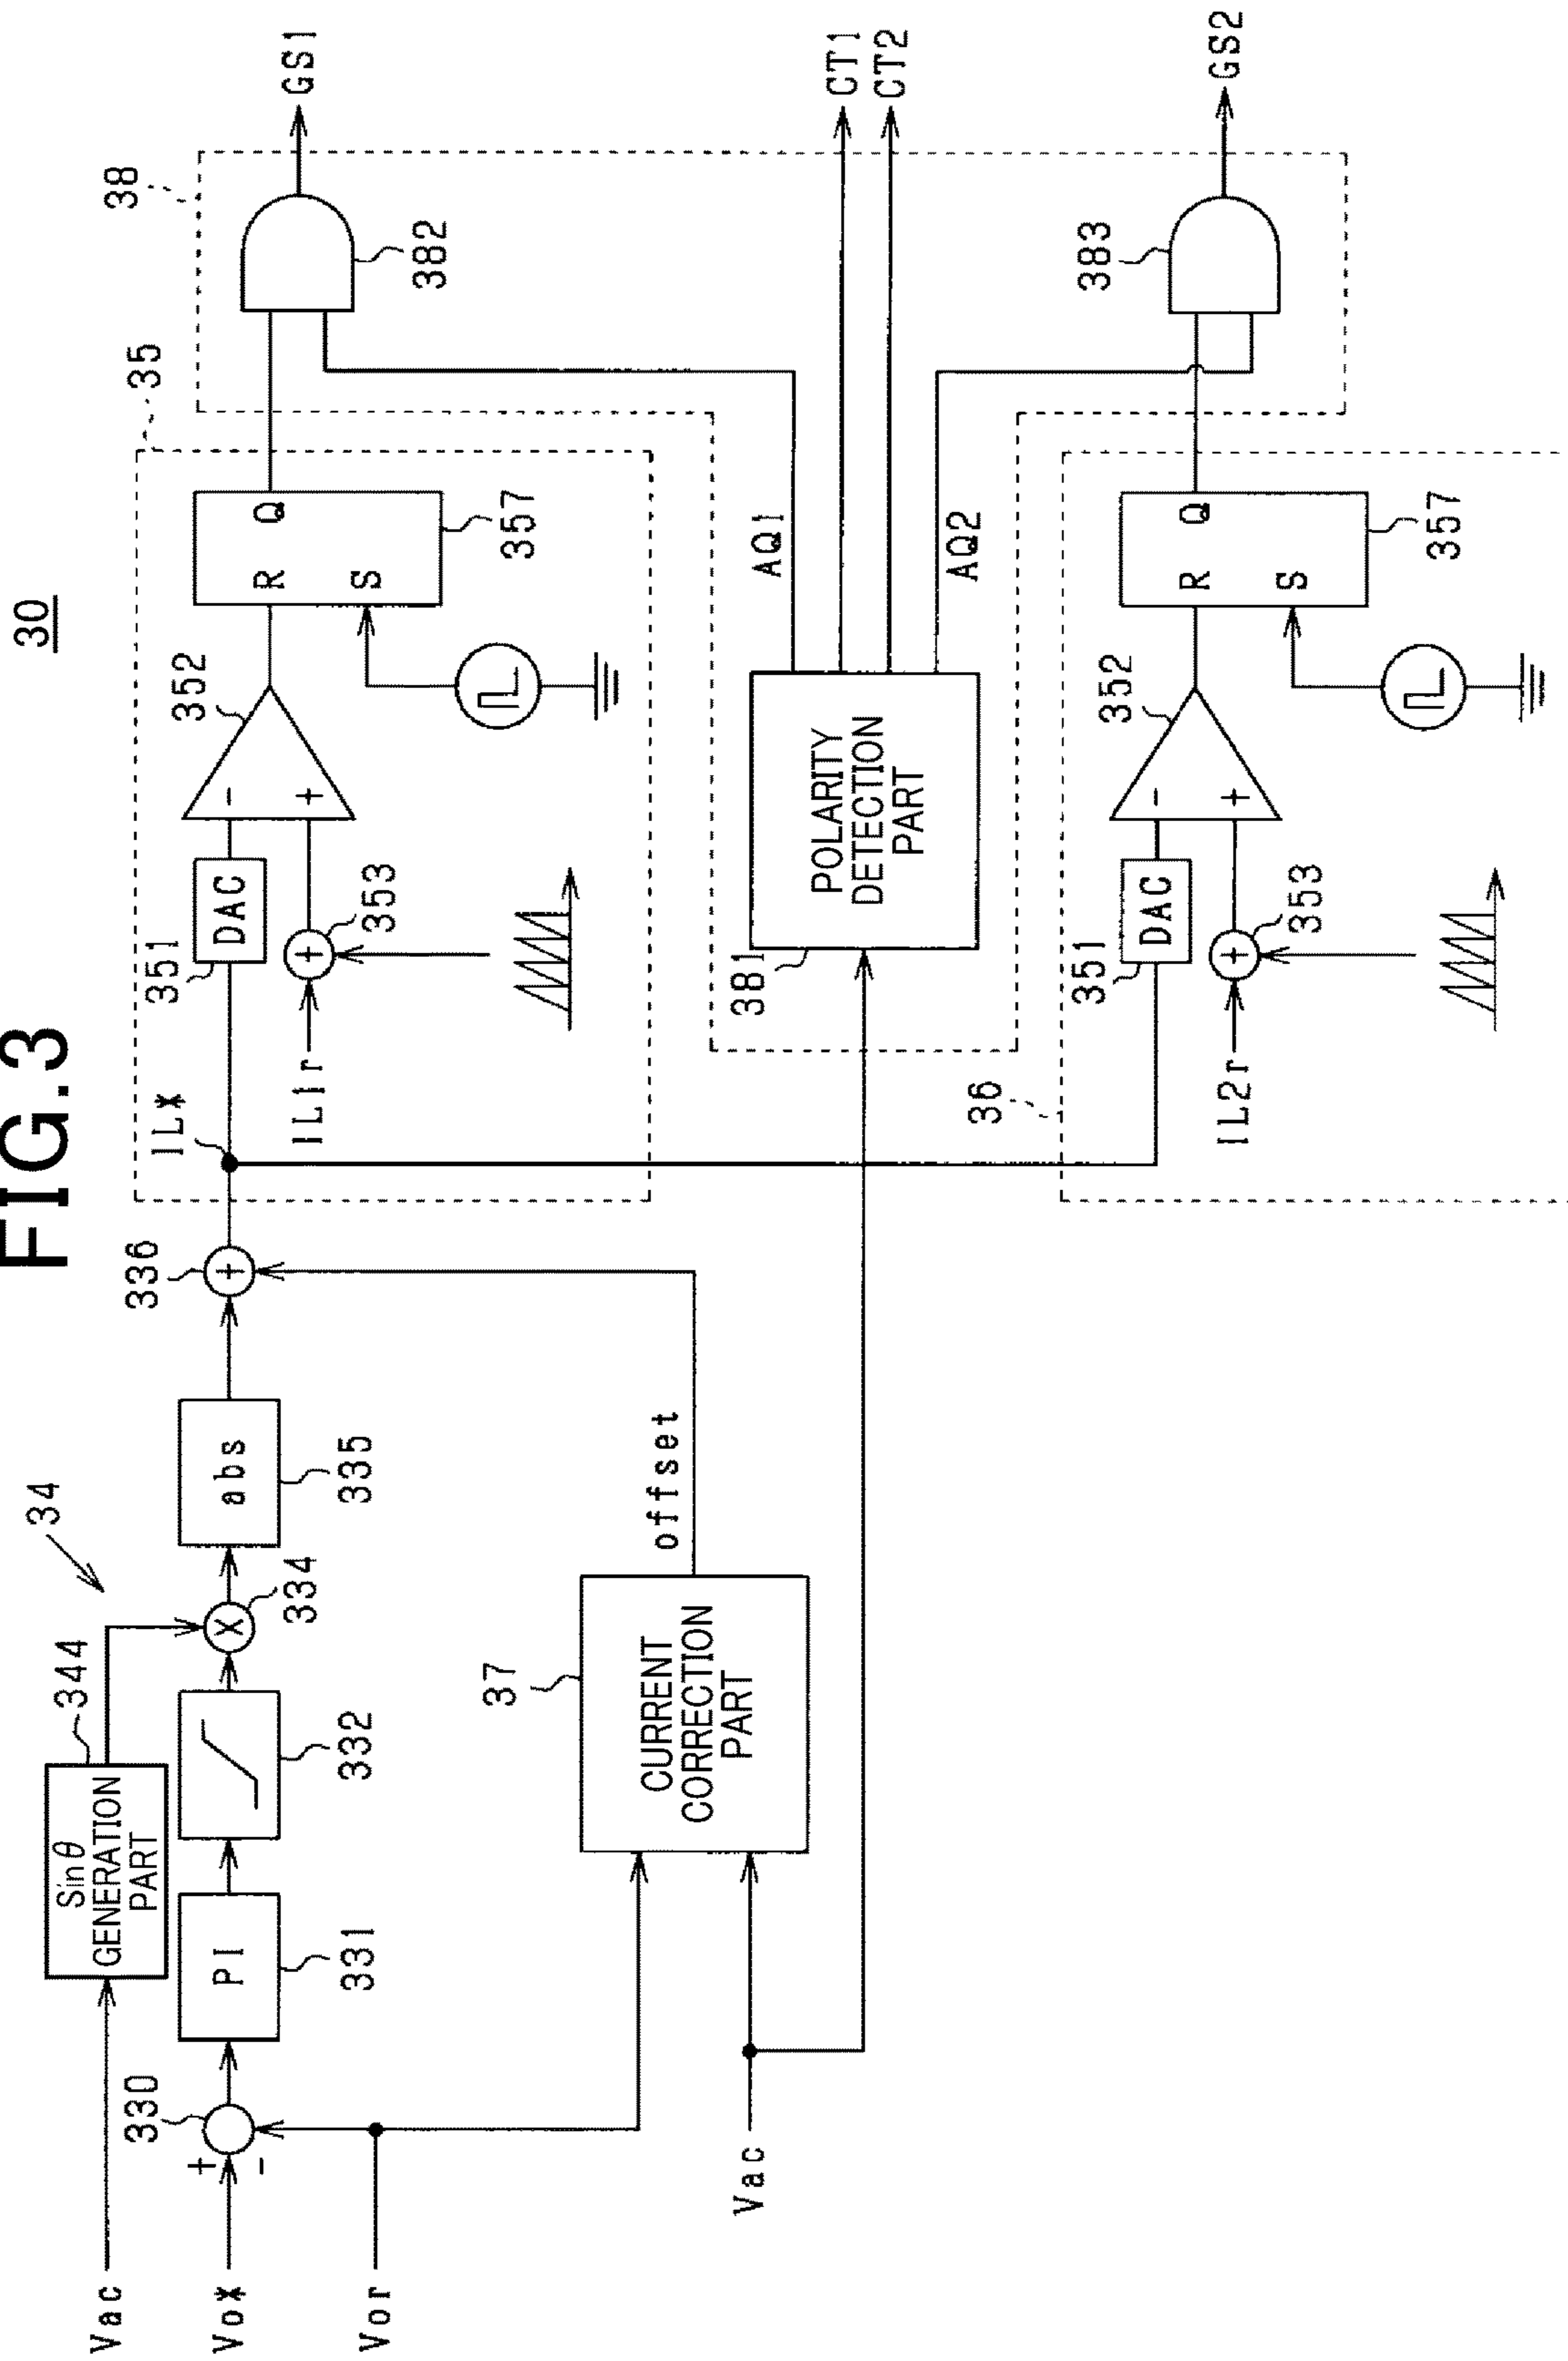 FIG.3
30
34
Vac
Sinθ
GENERATION
PART
344
Vo*
+
-
330
PI
331
332
X
334
abs
335
+
336
IL*
Vor
Vac
CURRENT
CORRECTION
PART
37
offset
35
351
DAC
IL1r
+
353
-
+
352
R
Q
S
357
38
382
GS1
381
POLARITY
DETECTION
PART
AQ1
CT1
CT2
AQ2
36
351
DAC
IL2r
+
353
-
+
352
R
Q
S
357
383
GS2